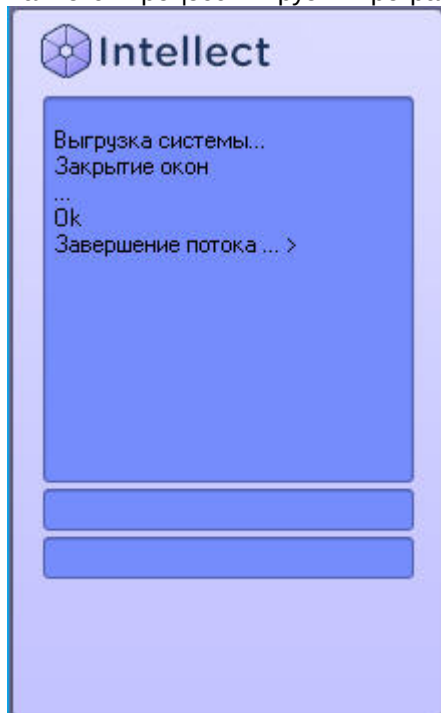 Intellect
Выгрузка системы...
Закрытие окон
...
Ok
Завершение потока ... >